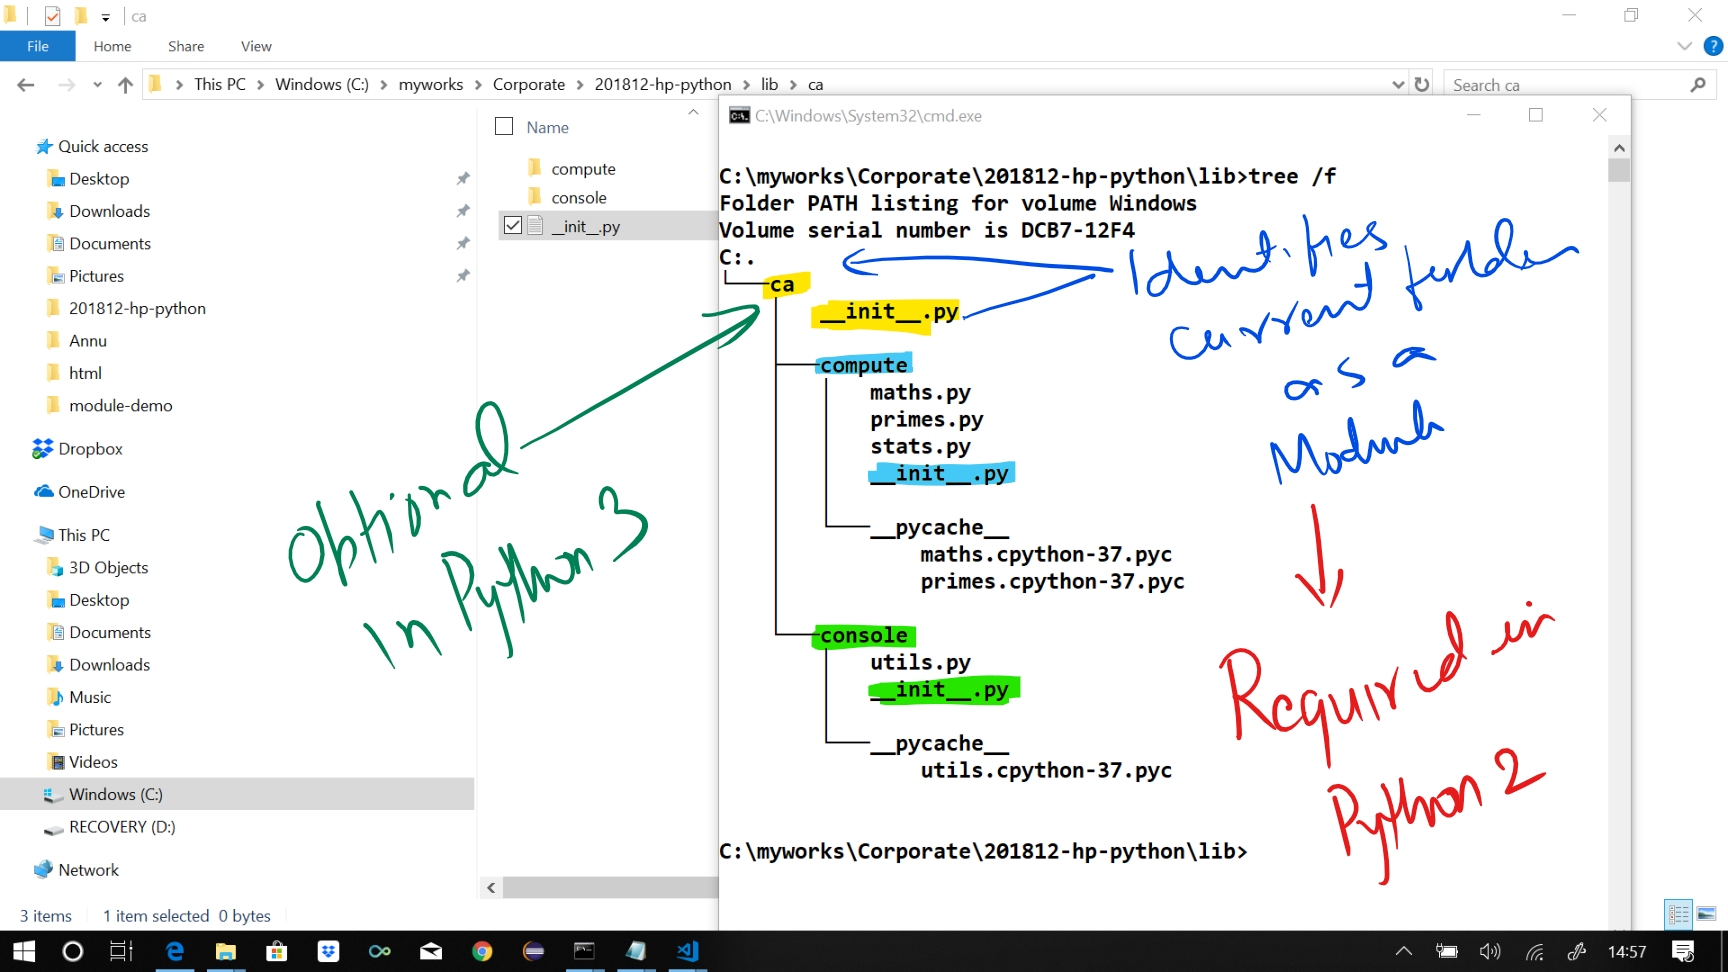 ca
File Home Share View
This PC > Windows (C:) > myworks > Corporate > 201812-hp-python > lib > ca
Search ca
Quick access
Desktop
Downloads
Documents
Pictures
201812-hp-python
Annu
html
module-demo
Dropbox
OneDrive
This PC
3D Objects
Desktop
Documents
Downloads
Music
Pictures
Videos
Windows (C:)
RECOVERY (D:)
Network
3 items 1 item selected 0 bytes
Name
compute
console
__init__.py
C:\Windows\System32\cmd.exe
C:\myworks\Corporate\201812-hp-python\lib>tree /f
Folder PATH listing for volume Windows
Volume serial number is DCB7-12F4
C:.
ca
__init__.py
compute
maths.py
primes.py
stats.py
__init__.py
__pycache__
maths.cpython-37.pyc
primes.cpython-37.pyc
console
utils.py
__init__.py
__pycache__
utils.cpython-37.pyc
C:\myworks\Corporate\201812-hp-python\lib>
Identifies
current folder
as a
Module
Required in
Python 2
Optional
in Python 3
14:57